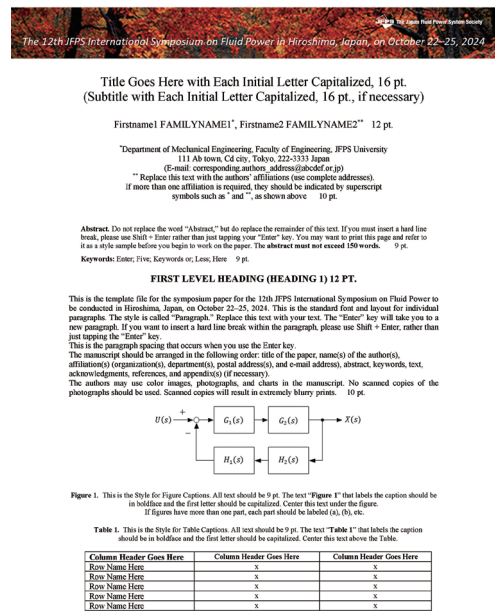 JFPS The Japan Fluid Power System Society
The 12th JFPS International Symposium on Fluid Power in Hiroshima, Japan, on October 22–25, 2024
Title Goes Here with Each Initial Letter Capitalized, 16 pt.
(Subtitle with Each Initial Letter Capitalized, 16 pt., if necessary)
Firstname1 FAMILYNAME1*, Firstname2 FAMILYNAME2** 12 pt.
*Department of Mechanical Engineering, Faculty of Engineering, JFPS University
111 Ab town, Cd city, Tokyo, 222-3333 Japan
(E-mail: corresponding.authors_address@abcdef.or.jp)
** Replace this text with the authors' affiliations (use complete addresses).
If more than one affiliation is required, they should be indicated by superscript
symbols such as * and **, as shown above 10 pt.
Abstract. Do not replace the word "Abstract," but do replace the remainder of this text. If you must insert a hard line
break, please use Shift + Enter rather than just tapping your "Enter" key. You may want to print this page and refer to
it as a style sample before you begin to work on the paper. The abstract must not exceed 150 words. 9 pt.
Keywords: Enter; Five; Keywords or; Less; Here 9 pt.
FIRST LEVEL HEADING (HEADING 1) 12 PT.
This is the template file for the symposium paper for the 12th JFPS International Symposium on Fluid Power to
be conducted in Hiroshima, Japan, on October 22–25, 2024. This is the standard font and layout for individual
paragraphs. The style is called "Paragraph." Replace this text with your text. The "Enter" key will take you to a
new paragraph. If you want to insert a hard line break within the paragraph, please use Shift + Enter, rather than
just tapping the "Enter" key.
This is the paragraph spacing that occurs when you use the Enter key.
The manuscript should be arranged in the following order: title of the paper, name(s) of the author(s),
affiliation(s) (organization(s), department(s), postal address(s), and e-mail address), abstract, keywords, text,
acknowledgments, references, and appendix(s) (if necessary).
The authors may use color images, photographs, and charts in the manuscript. No scanned copies of the
photographs should be used. Scanned copies will result in extremely blurry prints. 10 pt.
U(s) + − G₁(s) G₂(s) X(s)
H₁(s) H₂(s)
Figure 1. This is the Style for Figure Captions. All text should be 9 pt. The text "Figure 1" that labels the caption should be
in boldface and the first letter should be capitalized. Center this text under the figure.
If figures have more than one part, each part should be labeled (a), (b), etc.
Table 1. This is the Style for Table Captions. All text should be 9 pt. The text "Table 1" that labels the caption
should be in boldface and the first letter should be capitalized. Center this text above the Table.
Column Header Goes Here Column Header Goes Here Column Header Goes Here
Row Name Here x x
Row Name Here x x
Row Name Here x x
Row Name Here x x
Row Name Here x x